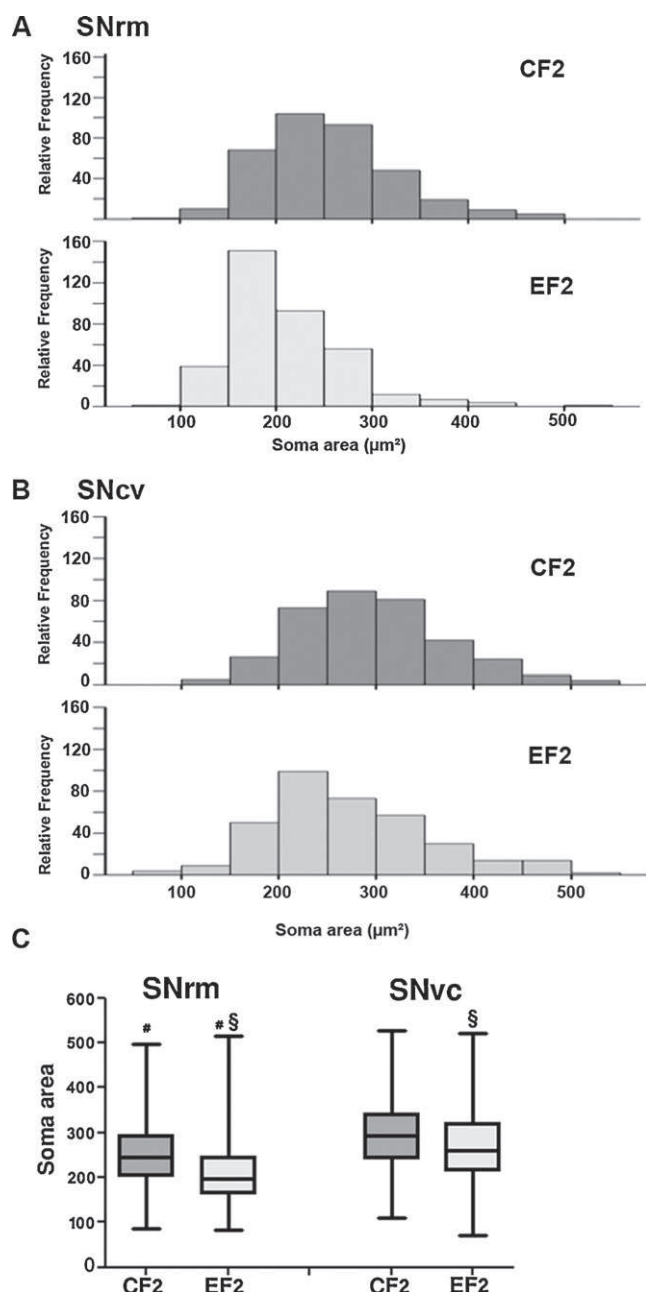 A SNrm
CF2
Relative Frequency
160
120
80
40
EF2
Relative Frequency
160
120
80
40
0
100 200 300 400 500
Soma area (µm²)
B SNcv
CF2
Relative Frequency
160
120
80
40
0
EF2
Relative Frequency
160
120
80
40
0
100 200 300 400 500
Soma area (µm²)
C
SNrm SNvc
# # § §
Soma area
600
500
400
300
200
100
0
CF2 EF2 CF2 EF2